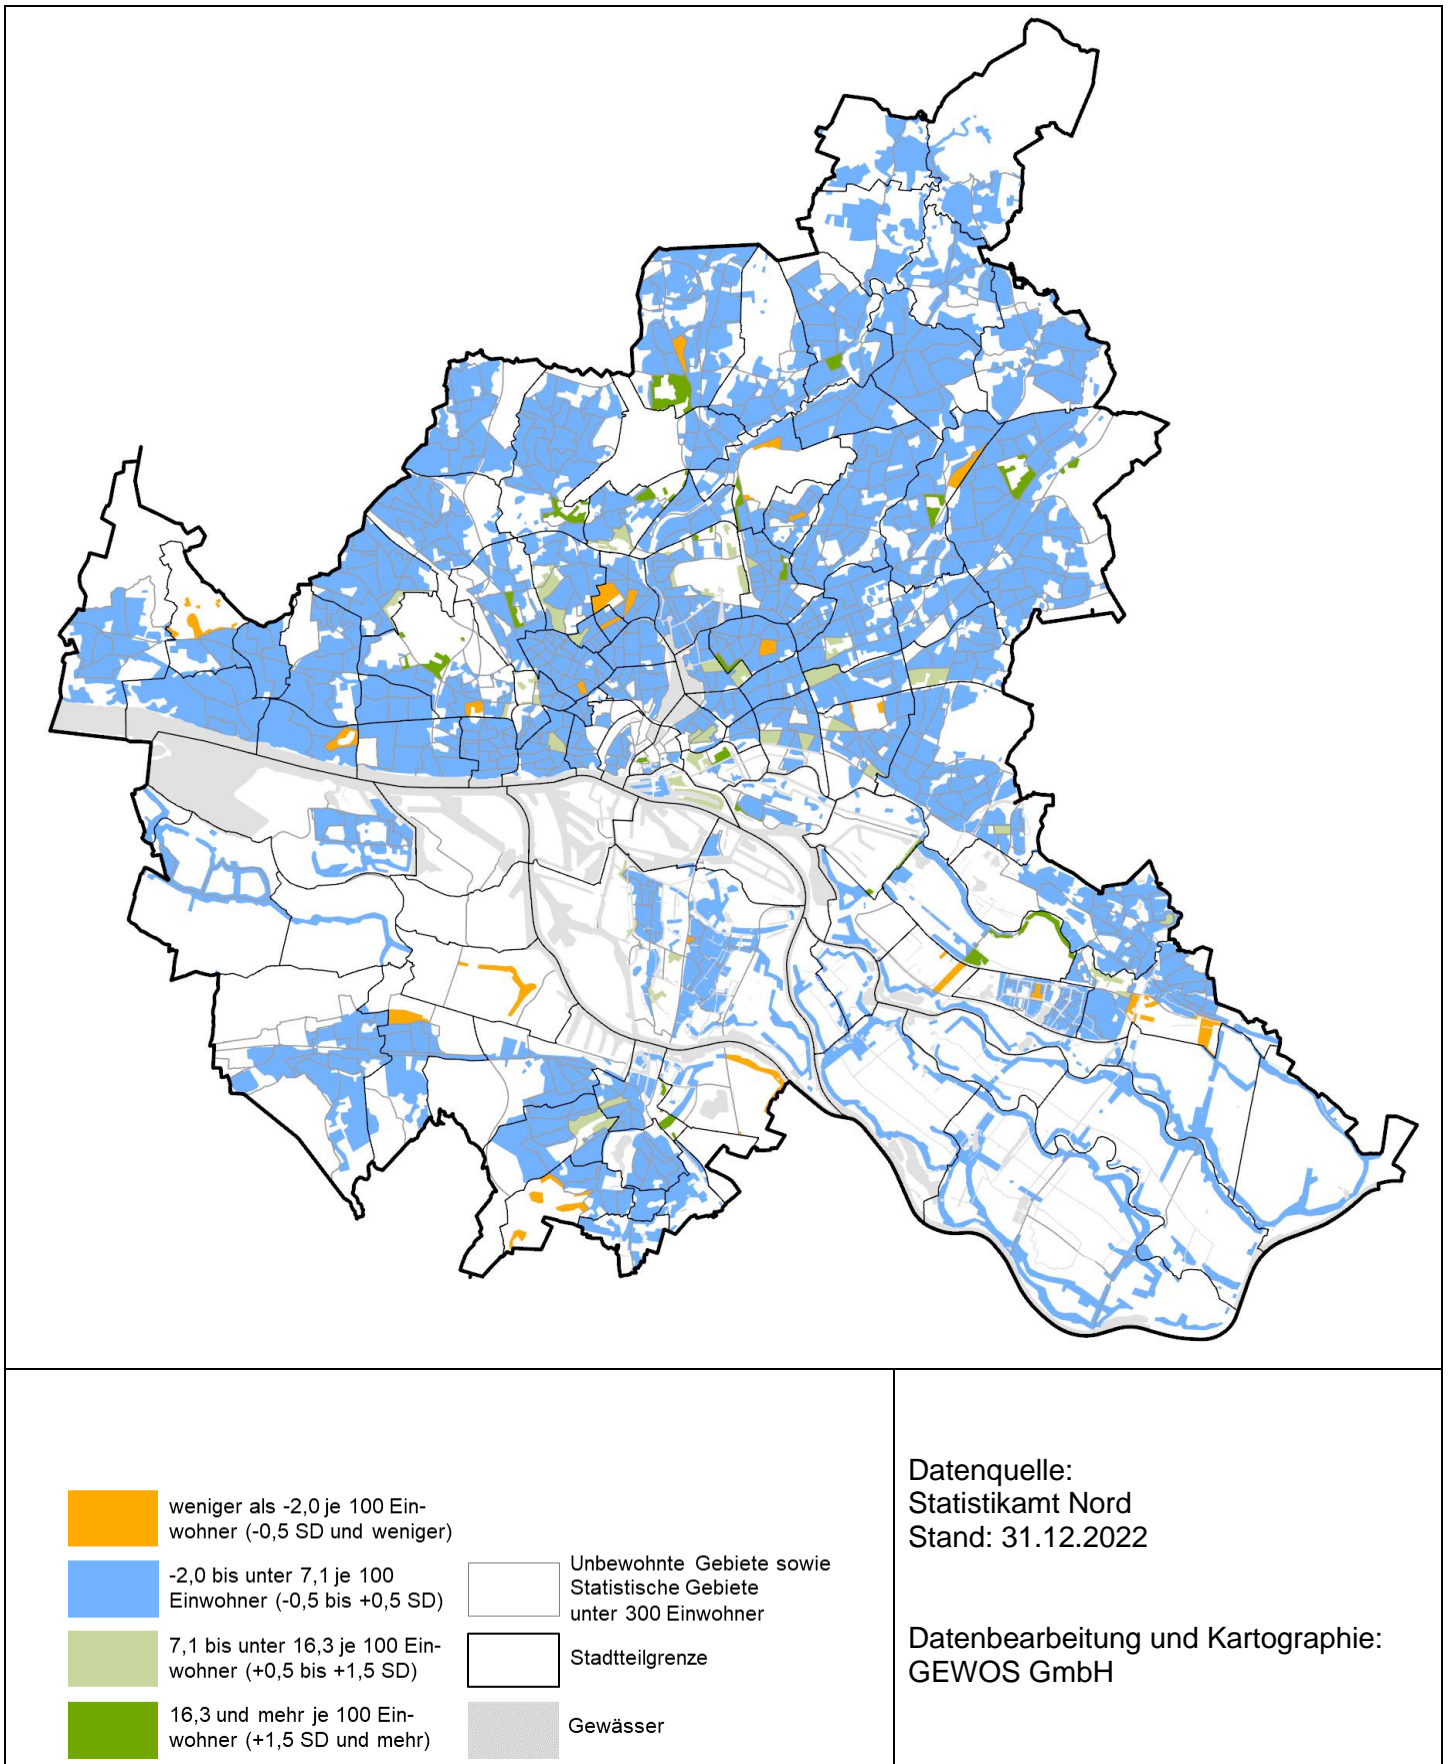 weniger als -2,0 je 100 Ein-
wohner (-0,5 SD und weniger)
-2,0 bis unter 7,1 je 100
Einwohner (-0,5 bis +0,5 SD)
7,1 bis unter 16,3 je 100 Ein-
wohner (+0,5 bis +1,5 SD)
16,3 und mehr je 100 Ein-
wohner (+1,5 SD und mehr)
Unbewohnte Gebiete sowie
Statistische Gebiete
unter 300 Einwohner
Stadtteilgrenze
Gewässer
Datenquelle:
Statistikamt Nord
Stand: 31.12.2022
Datenbearbeitung und Kartographie:
GEWOS GmbH